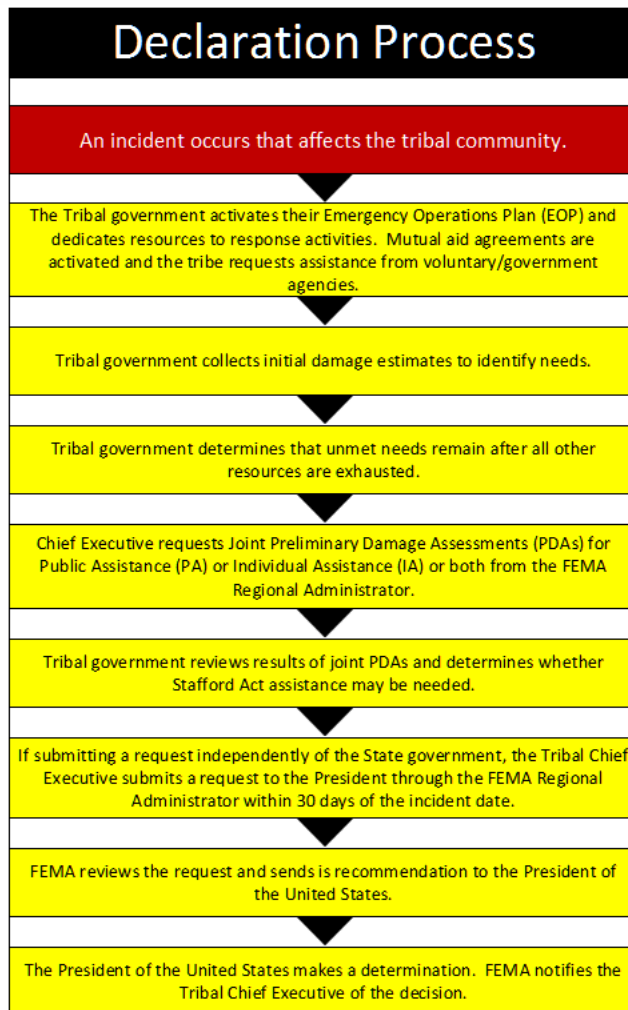 Declaration Process
An incident occurs that affects the tribal community.
The Tribal government activates their Emergency Operations Plan (EOP) and
dedicates resources to response activities.  Mutual aid agreements are
activated and the tribe requests assistance from voluntary/government
agencies.
Tribal government collects initial damage estimates to identify needs.
Tribal government determines that unmet needs remain after all other
resources are exhausted.
Chief Executive requests Joint Preliminary Damage Assessments (PDAs) for
Public Assistance (PA) or Individual Assistance (IA) or both from the FEMA
Regional Administrator.
Tribal government reviews results of joint PDAs and determines whether
Stafford Act assistance may be needed.
If submitting a request independently of the State government, the Tribal Chief
Executive submits a request to the President through the FEMA Regional
Administrator within 30 days of the incident date.
FEMA reviews the request and sends is recommendation to the President of
the United States.
The President of the United States makes a determination.  FEMA notifies the
Tribal Chief Executive of the decision.